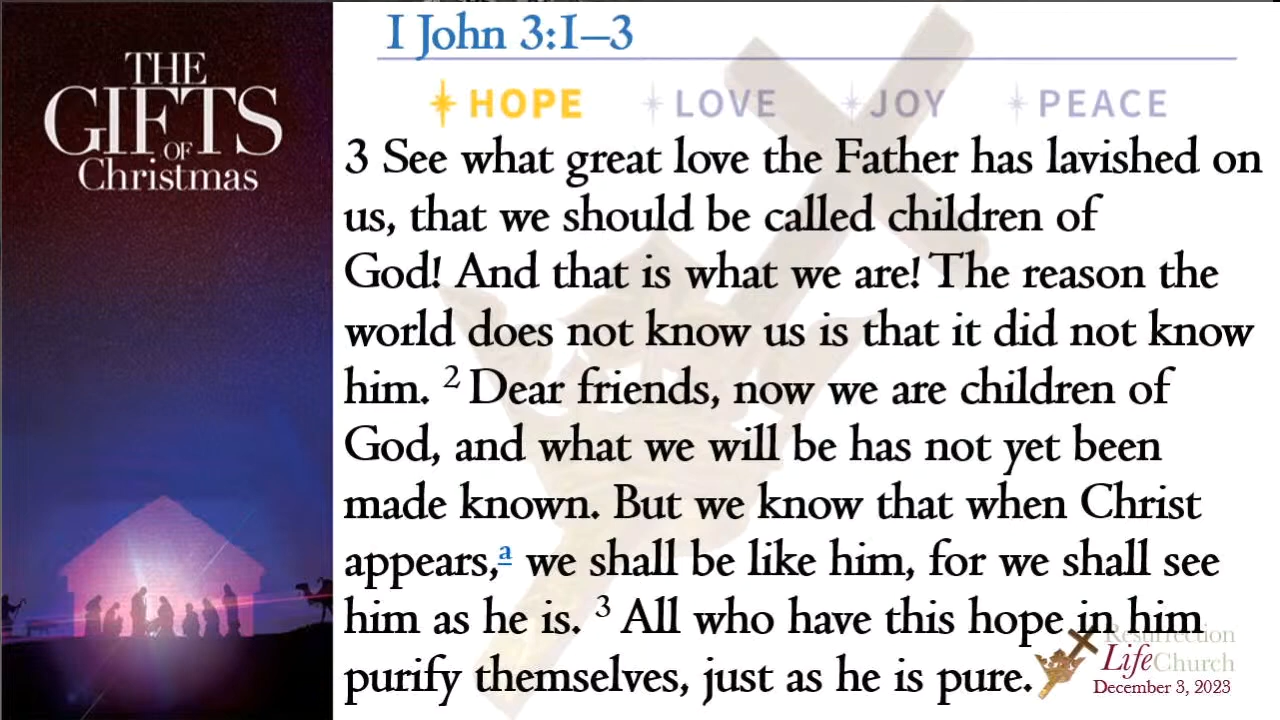 THE
GIFTS
OF
Christmas
I John 3:1–3
HOPE LOVE JOY PEACE
3 See what great love the Father has lavished on
us, that we should be called children of
God! And that is what we are! The reason the
world does not know us is that it did not know
him. 2 Dear friends, now we are children of
God, and what we will be has not yet been
made known. But we know that when Christ
appears,a we shall be like him, for we shall see
him as he is. 3 All who have this hope in him
purify themselves, just as he is pure.
Resurrection
LifeChurch
December 3, 2023